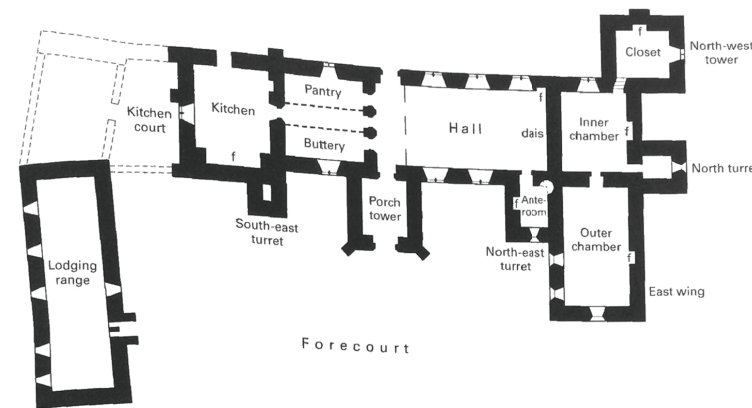 f
Closet
North-west
tower
Pantry
Kitchen
Kitchen
court
f
Hall
dais
Inner
chamber
f
Buttery
f
North turre
Porch
tower
f
Ante-
room
South-east
turret
Outer
chamber
f
North-east
turret
Lodging
range
East wing
Forecourt